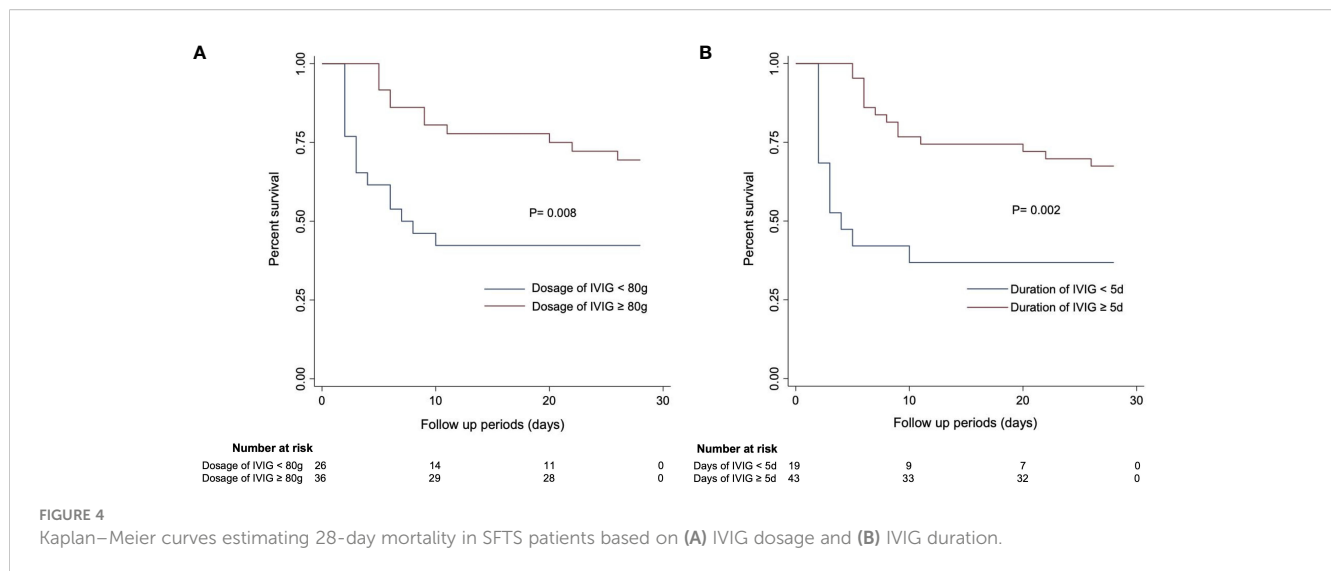 A
Percent survival
1.00
0.75
0.50
0.25
0.00
P= 0.008
Dosage of IVIG < 80g
Dosage of IVIG ≥ 80g
0 10 20 30
Follow up periods (days)
Number at risk
Dosage of IVIG < 80g 26 14 11 0
Dosage of IVIG ≥ 80g 36 29 28 0
B
Percent survival
1.00
0.75
0.50
0.25
0.00
P= 0.002
Duration of IVIG < 5d
Duration of IVIG ≥ 5d
0 10 20 30
Follow up periods (days)
Number at risk
Days of IVIG < 5d 19 9 7 0
Days of IVIG ≥ 5d 43 33 32 0
FIGURE 4
Kaplan–Meier curves estimating 28-day mortality in SFTS patients based on (A) IVIG dosage and (B) IVIG duration.